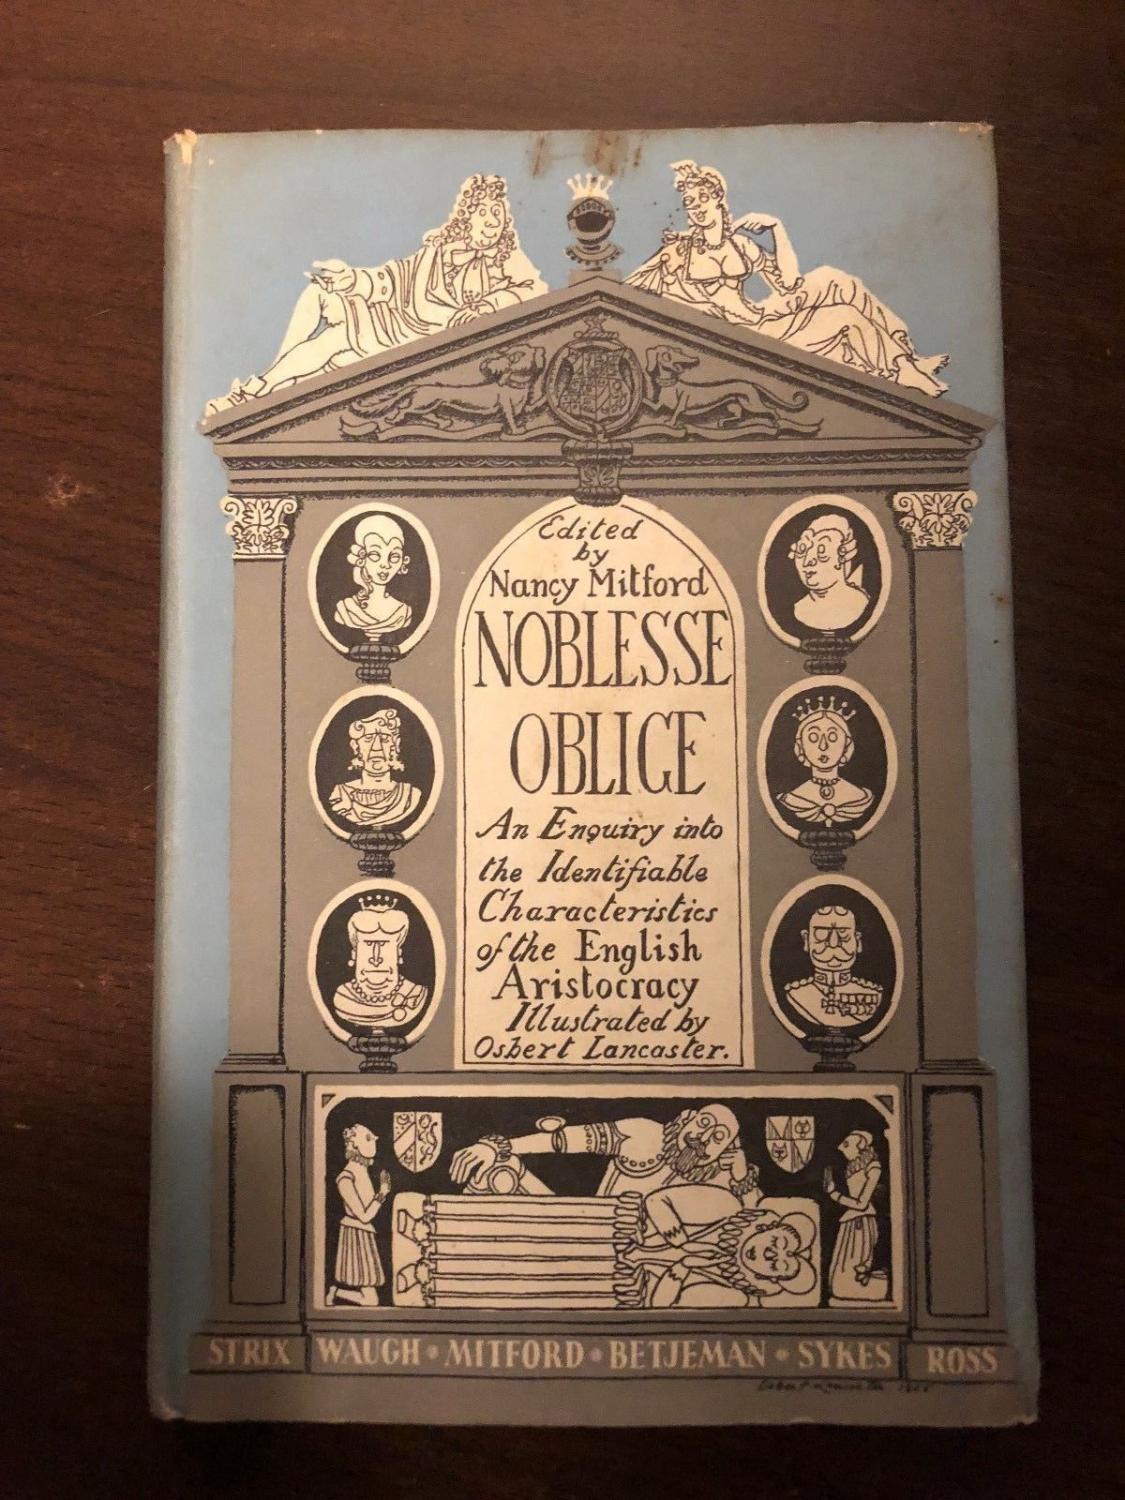 Edited
by
Nancy Mitford
NOBLESSE
OBLIGE
An Enquiry into
the Identifiable
Characteristics
of the English
Aristocracy
Illustrated by
Osbert Lancaster.
STRIX WAUGH • MITFORD • BETJEMAN • SYKES ROSS